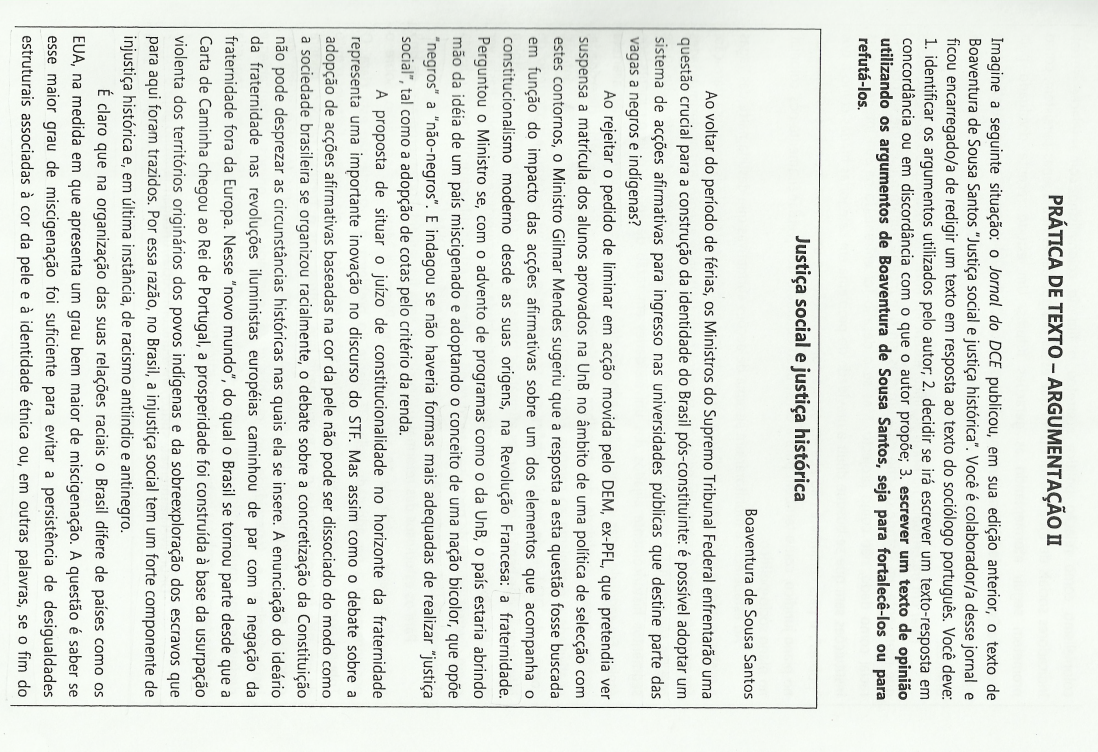 PRÁTICA DE TEXTO – ARGUMENTAÇÃO II
Imagine a seguinte situação: o Jornal do DCE publicou, em sua edição anterior, o texto de
Boaventura de Sousa Santos "Justiça social e justiça histórica". Você é colaborador/a desse jornal e
ficou encarregado/a de redigir um texto em resposta ao texto do sociólogo português. Você deve:
1. identificar os argumentos utilizados pelo autor; 2. decidir se irá escrever um texto-resposta em
concordância ou em discordância com o que o autor propõe; 3. escrever um texto de opinião
utilizando os argumentos de Boaventura de Sousa Santos, seja para fortalecê-los ou para
refutá-los.
Justiça social e justiça histórica
Boaventura de Sousa Santos
Ao voltar do período de férias, os Ministros do Supremo Tribunal Federal enfrentarão uma
questão crucial para a construção da identidade do Brasil pós-constituinte: é possível adoptar um
sistema de acções afirmativas para ingresso nas universidades públicas que destine parte das
vagas a negros e indígenas?
Ao rejeitar o pedido de liminar em acção movida pelo DEM, ex-PFL, que pretendia ver
suspensa a matrícula dos alunos aprovados na UnB no âmbito de uma política de selecção com
estes contornos, o Ministro Gilmar Mendes sugeriu que a resposta a esta questão fosse buscada
em função do impacto das acções afirmativas sobre um dos elementos que acompanha o
constitucionalismo moderno desde as suas origens, na Revolução Francesa: a fraternidade.
Perguntou o Ministro se, com o advento de programas como o da UnB, o país estaria abrindo
mão da idéia de um país miscigenado e adoptando o conceito de uma nação bicolor, que opõe
"negros" a "não-negros". E indagou se não haveria formas mais adequadas de realizar "justiça
social", tal como a adopção de cotas pelo critério da renda.
A proposta de situar o juízo de constitucionalidade no horizonte da fraternidade
representa uma importante inovação no discurso do STF. Mas assim como o debate sobre a
adopção de acções afirmativas baseadas na cor da pele não pode ser dissociado do modo como
a sociedade brasileira se organizou racialmente, o debate sobre a concretização da Constituição
não pode desprezar as circunstâncias históricas nas quais ela se insere. A enunciação do ideário
da fraternidade nas revoluções iluministas européias caminhou de par com a negação da
fraternidade fora da Europa. Nesse "novo mundo", do qual o Brasil se tornou parte desde que a
Carta de Caminha chegou ao Rei de Portugal, a prosperidade foi construída à base da usurpação
violenta dos territórios originários dos povos indígenas e da sobreexploração dos escravos que
para aqui foram trazidos. Por essa razão, no Brasil, a injustiça social tem um forte componente de
injustiça histórica e, em última instância, de racismo antiíndio e antinegro.
É claro que na organização das suas relações raciais o Brasil difere de países como os
EUA, na medida em que apresenta um grau bem maior de miscigenação. A questão é saber se
esse maior grau de miscigenação foi suficiente para evitar a persistência de desigualdades
estruturais associadas à cor da pele e à identidade étnica ou, em outras palavras, se o fim do